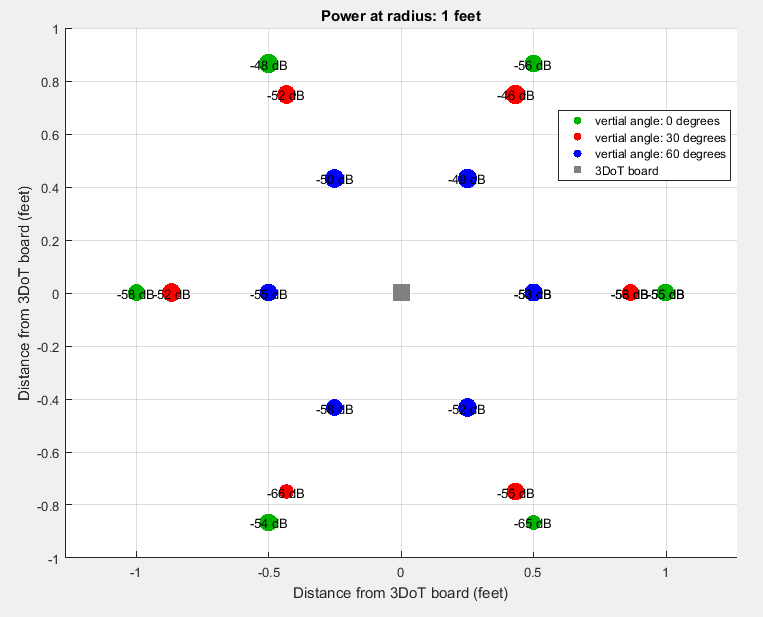 Power at radius: 1 feet
1
-48 dB
-56 dB
0.8
-52 dB
-46 dB
vertial angle: 0 degrees
vertial angle: 30 degrees
vertial angle: 60 degrees
3DoT board
0.6
0.4
Distance from 3DoT board (feet)
0.2
0
-52 dB
-53 dB
-53 dB
-55 dB
-0.2
-0.4
-52 dB
-0.6
-66 dB
-55 dB
-0.8
-54 dB
-65 dB
-1
-1
-0.5
0
0.5
1
Distance from 3DoT board (feet)